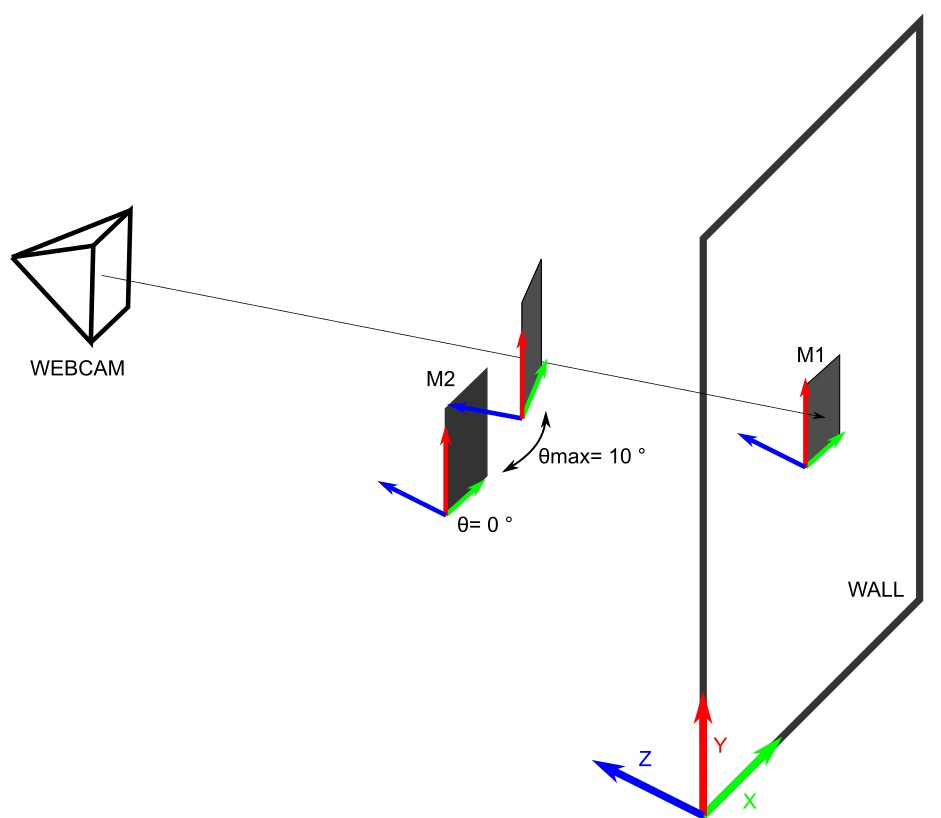 WEBCAM
M2
θmax= 10 °
θ= 0 °
M1
WALL
Y
Z
X